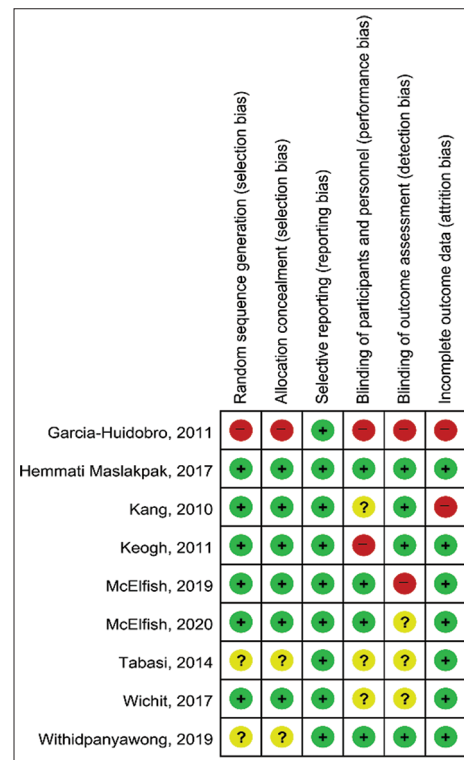 Random sequence generation (selection bias)
Allocation concealment (selection bias)
Selective reporting (reporting bias)
Blinding of participants and personnel (performance bias)
Blinding of outcome assessment (detection bias)
Incomplete outcome data (attrition bias)
Garcia-Huidobro, 2011 − − + − − −
Hemmati Maslakpak, 2017 + + + + + +
Kang, 2010 + + + ? + −
Keogh, 2011 + + + − + +
McElfish, 2019 + + + + − +
McElfish, 2020 + + + + ? +
Tabasi, 2014 ? ? + ? ? +
Wichit, 2017 + + + ? ? +
Withidpanyawong, 2019 ? ? + + + +